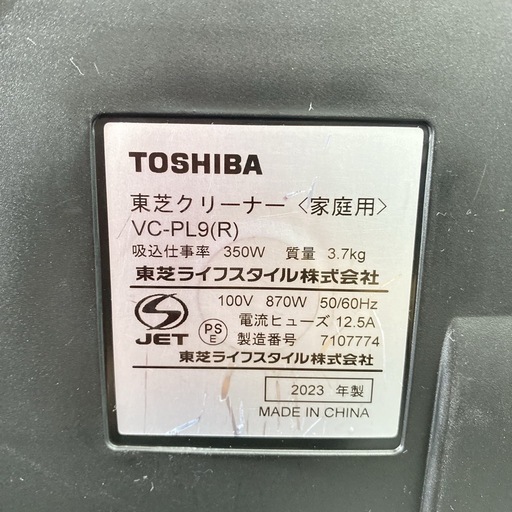 TOSHIBA
東芝クリーナー〈家庭用〉
VC-PL9(R)
吸込仕事率 350W 質量 3.7kg
東芝ライフスタイル株式会社
100V 870W 50/60Hz
電流ヒューズ 12.5A
JET
PS
E
製造番号 7107774
東芝ライフスタイル株式会社
2023 年製
MADE IN CHINA